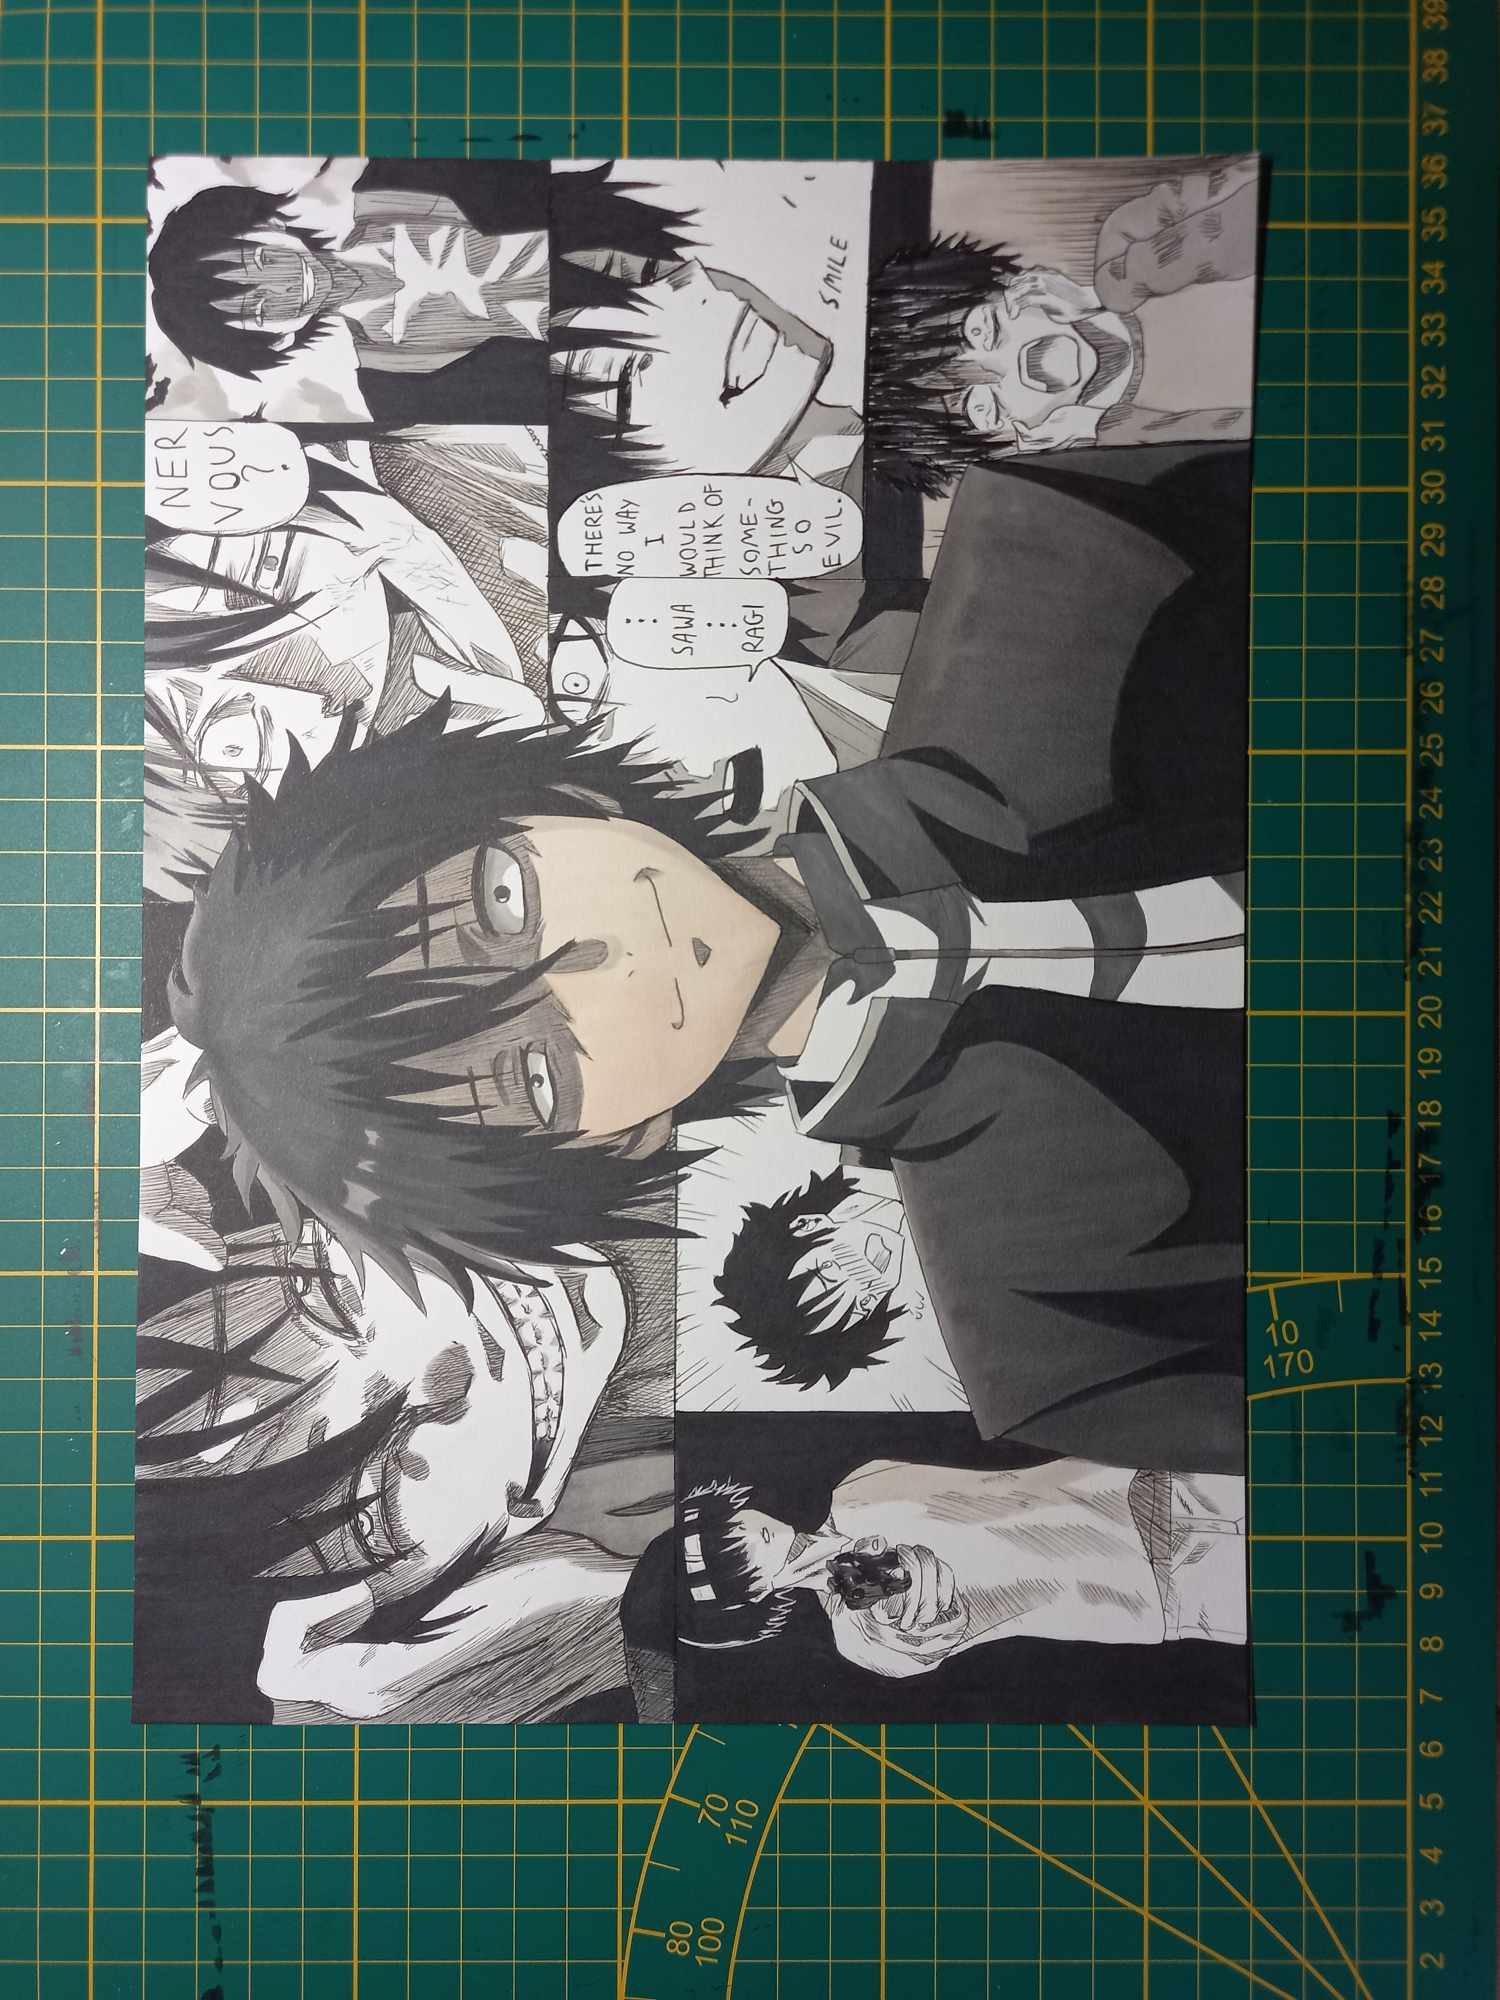 NER
VOUS
?
THERE'S
NO WAY
I
WOULD
THINK OF
SOME-
THING
SO
EVIL.
...
SAWA
...
RAGI
SMILE
80
100
70
110
10
170
2 3 4 5 6 7 8 9 10 11 12 13 14 15 16 17 18 19 20 21 22 23 24 25 26 27 28 29 30 31 32 33 34 35 36 37 38 39